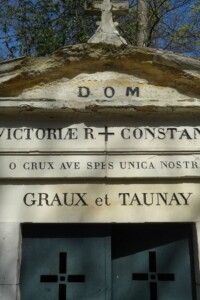 DOM
VICTORIÆ R✝CONSTAN
O CRUX AVE SPES UNICA NOSTR
GRAUX et TAUNAY